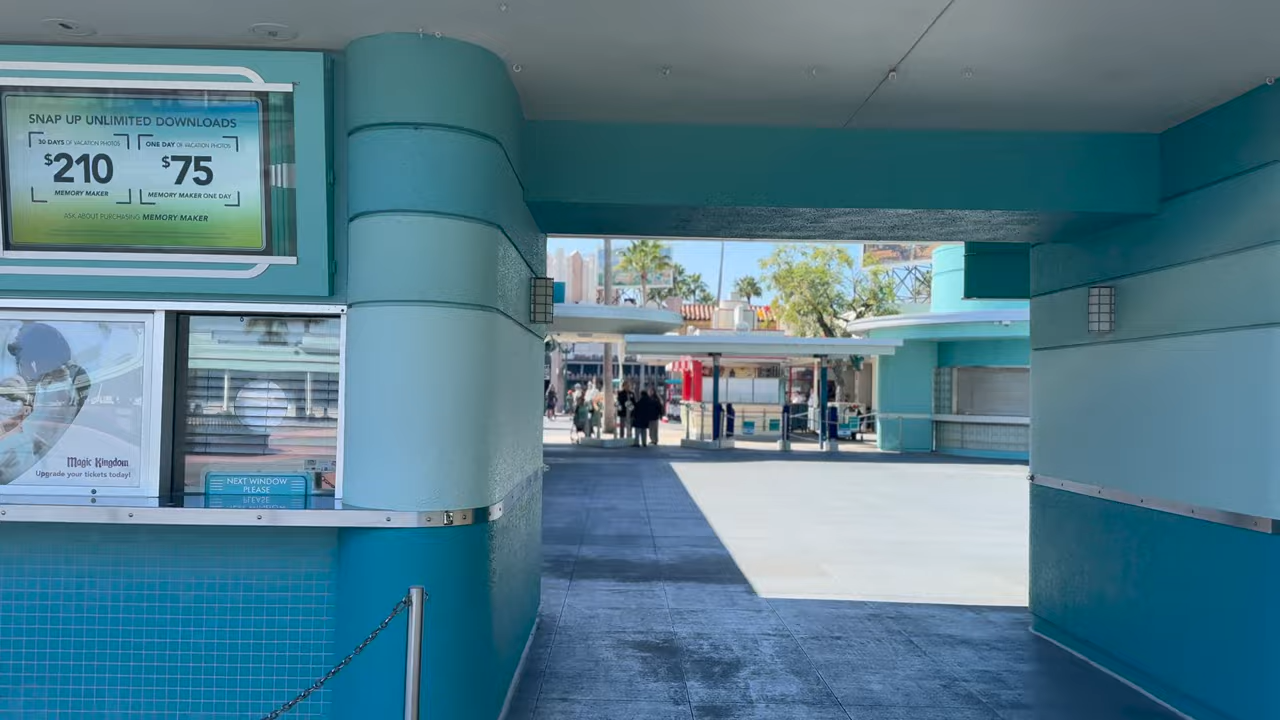 SNAP UP UNLIMITED DOWNLOADS
30 DAYS OF VACATION PHOTOS
$210
MEMORY MAKER
ONE DAY OF VACATION PHOTOS
$75
MEMORY MAKER ONE DAY
ASK ABOUT PURCHASING MEMORY MAKER
Magic Kingdom
Upgrade your tickets today!
NEXT WINDOW
PLEASE